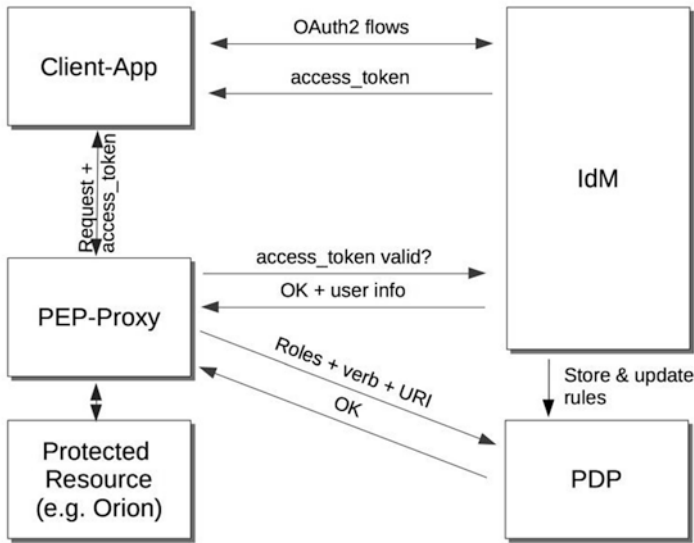 OAuth2 flows
Client-App
access_token
IdM
Request +
access_token
access_token valid?
OK + user info
PEP-Proxy
Roles + verb + URI
OK
Store & update
rules
Protected
Resource
(e.g. Orion)
PDP